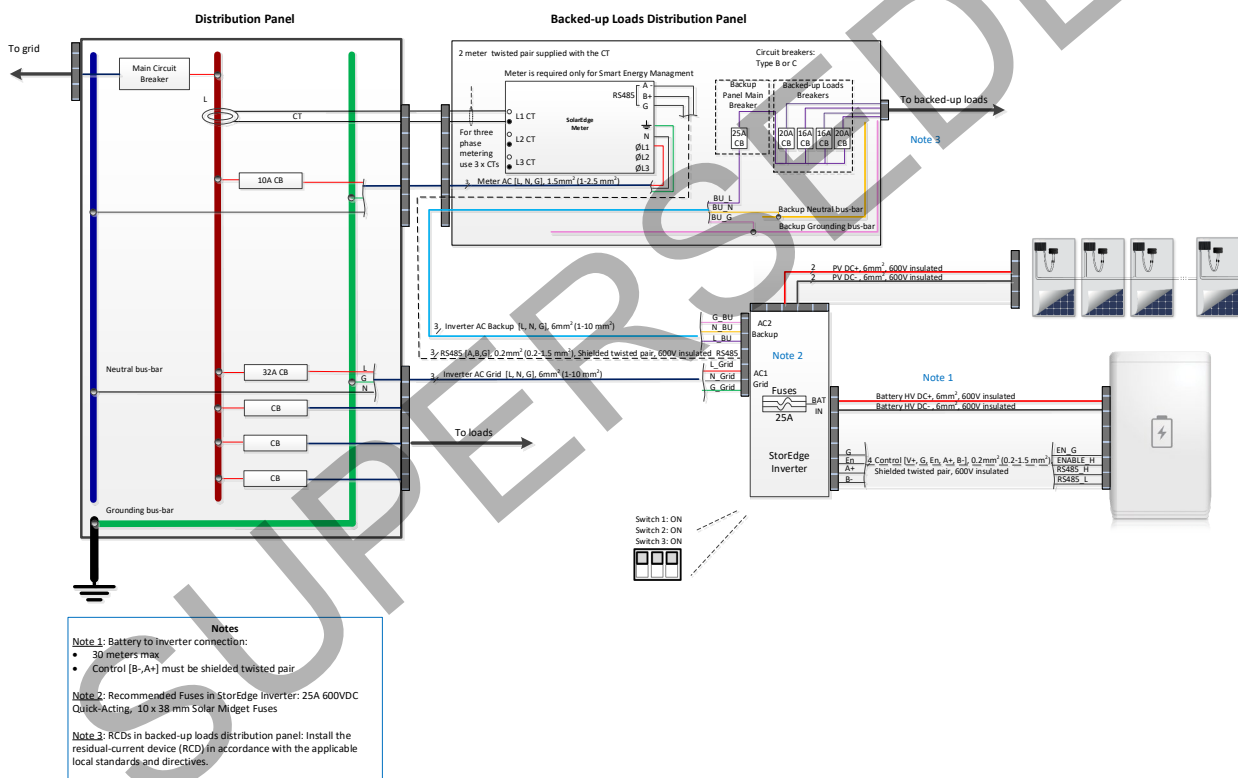 Distribution Panel
Backed-up Loads Distribution Panel
To grid
Main Circuit
Breaker
L
CT
10A CB
Neutral bus-bar
32A CB
L
G
N
CB
CB
CB
To loads
Grounding bus-bar
2 meter twisted pair supplied with the CT
Meter is required only for Smart Energy Managment
Circuit breakers:
Type B or C
RS485
A -
B+
G
SolarEdge
Meter
L1 CT
L2 CT
L3 CT
N
ØL1
ØL2
ØL3
For three
phase
metering
use 3 x CTs
Backup
Panel Main
Breaker
Backed-up Loads
Breakers
25A
CB
20A
CB
16A
CB
16A
CB
20A
CB
To backed-up loads
Note 3
3 Meter AC [L, N, G], 1.5mm² (1-2.5 mm²)
BU_L
BU_N
BU_G
Backup Neutral bus-bar
Backup Grounding bus-bar
2 PV DC+, 6mm², 600V insulated
2 PV DC- , 6mm², 600V insulated
3 Inverter AC Backup [L, N, G], 6mm² (1-10 mm²)
G_BU
N_BU
L_BU
AC2
Backup
3 RS485 [A,B,G], 0.2mm² (0.2-1.5 mm²), Shielded twisted pair, 600V insulated RS485
Note 2
3 Inverter AC Grid [L, N, G], 6mm² (1-10 mm²)
L_Grid
N_Grid
G_Grid
AC1
Grid
Fuses
25A
BAT
IN
StorEdge
Inverter
Note 1
Battery HV DC+, 6mm², 600V insulated
Battery HV DC- , 6mm², 600V insulated
G
En
A+
B-
4 Control [V+, G, En, A+, B-], 0.2mm² (0.2-1.5 mm²)
Shielded twisted pair, 600V insulated
EN_G
ENABLE_H
RS485_H
RS485_L
Switch 1: ON
Switch 2: ON
Switch 3: ON
Notes
Note 1: Battery to inverter connection:
• 30 meters max
• Control [B-,A+] must be shielded twisted pair
Note 2: Recommended Fuses in StorEdge Inverter: 25A 600VDC
Quick-Acting, 10 x 38 mm Solar Midget Fuses
Note 3: RCDs in backed-up loads distribution panel: Install the
residual-current device (RCD) in accordance with the applicable
local standards and directives.
SUPERSEDE